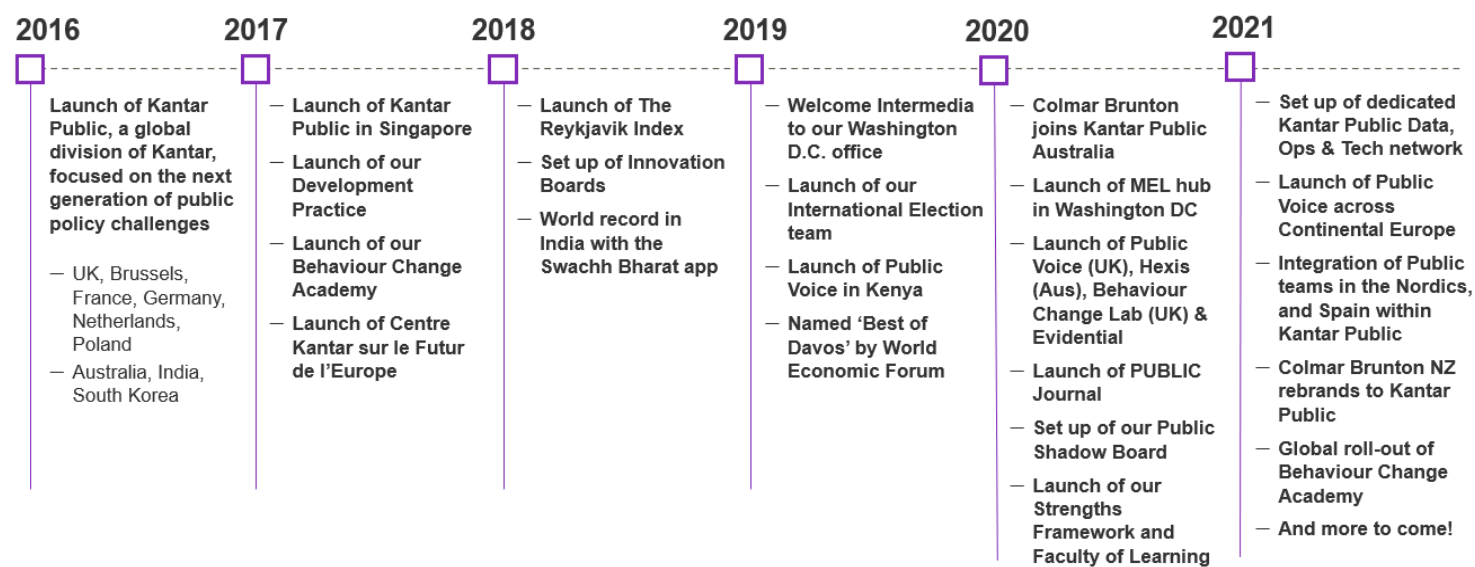 2016
Launch of Kantar
Public, a global
division of Kantar,
focused on the next
generation of public
policy challenges
— UK, Brussels,
France, Germany,
Netherlands,
Poland
— Australia, India,
South Korea
2017
— Launch of Kantar
Public in Singapore
— Launch of our
Development
Practice
— Launch of our
Behaviour Change
Academy
— Launch of Centre
Kantar sur le Futur
de l’Europe
2018
— Launch of The
Reykjavik Index
— Set up of Innovation
Boards
— World record in
India with the
Swachh Bharat app
2019
— Welcome Intermedia
to our Washington
D.C. office
— Launch of our
International Election
team
— Launch of Public
Voice in Kenya
— Named ‘Best of
Davos’ by World
Economic Forum
2020
— Colmar Brunton
joins Kantar Public
Australia
— Launch of MEL hub
in Washington DC
— Launch of Public
Voice (UK), Hexis
(Aus), Behaviour
Change Lab (UK) &
Evidential
— Launch of PUBLIC
Journal
— Set up of our Public
Shadow Board
— Launch of our
Strengths
Framework and
Faculty of Learning
2021
— Set up of dedicated
Kantar Public Data,
Ops & Tech network
— Launch of Public
Voice across
Continental Europe
— Integration of Public
teams in the Nordics,
and Spain within
Kantar Public
— Colmar Brunton NZ
rebrands to Kantar
Public
— Global roll-out of
Behaviour Change
Academy
— And more to come!